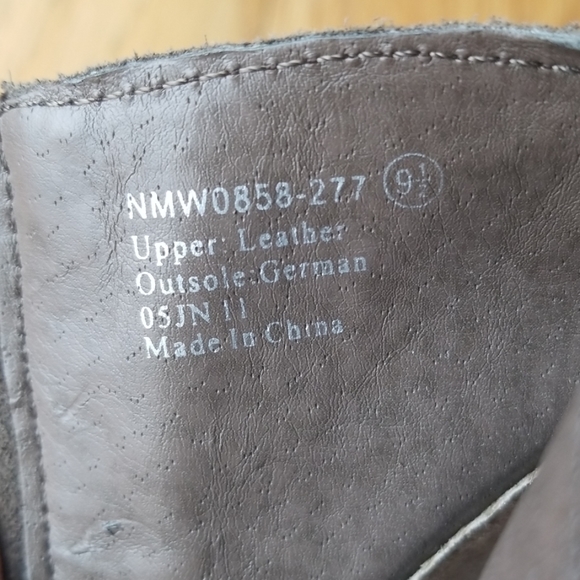 NMW0858-277 9½
Upper: Leather
Outsole:German
05JN 11
Made In China